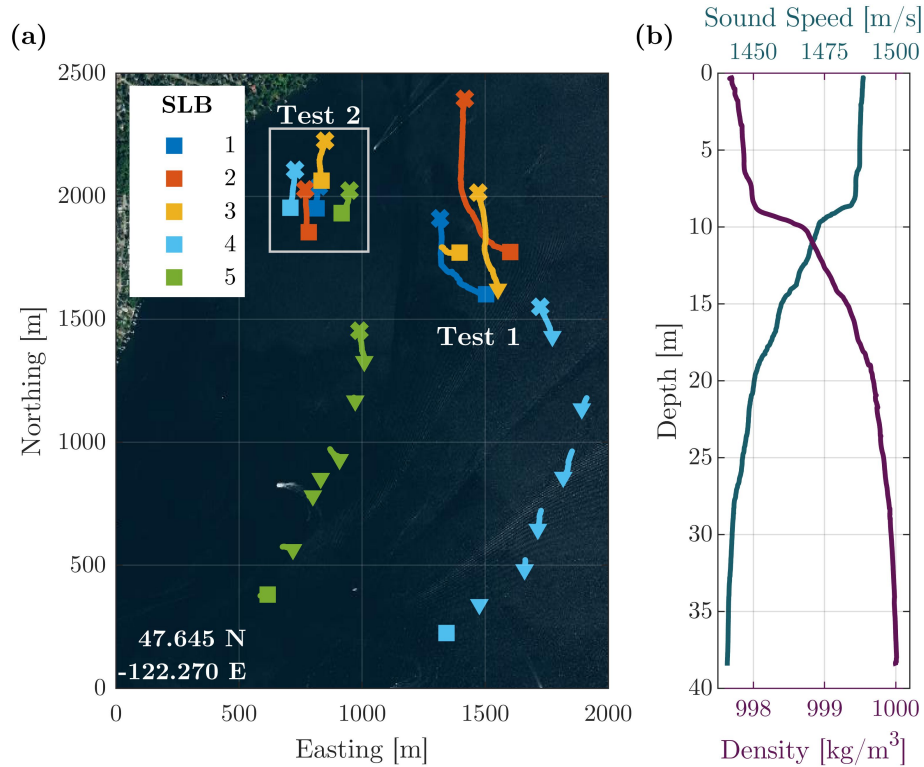 (a)
2500
2000
1500
1000
500
0
Northing [m]
SLB
1
2
3
4
5
Test 2
Test 1
47.645 N
-122.270 E
0
500
1000
1500
2000
Easting [m]
(b)
Sound Speed [m/s]
1450
1475
1500
0
5
10
15
20
25
30
35
40
Depth [m]
998
999
1000
Density [kg/m³]